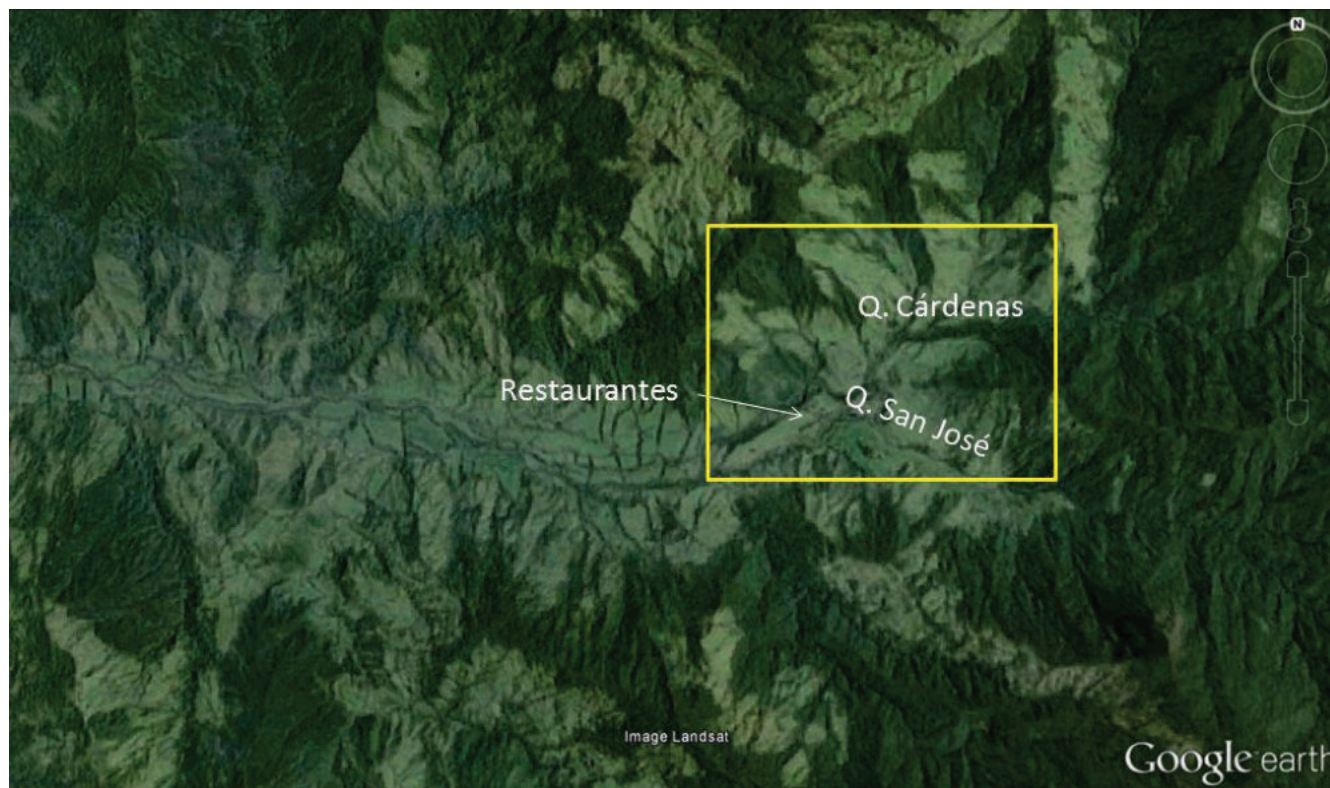 N
Q. Cárdenas
Restaurantes
Q. San José
Image Landsat
Google earth